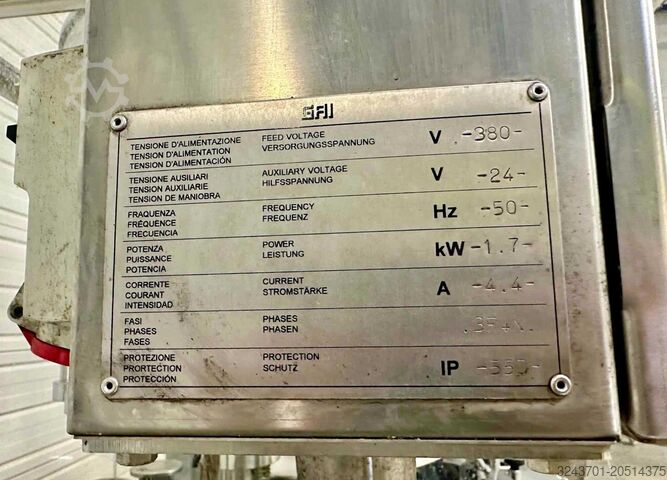 GAI
TENSIONE D'ALIMENTAZIONE FEED VOLTAGE V -380-
TENSION D'ALIMENTATION VERSORGUNGSSPANNUNG
TENSION D'ALIMENTACIÓN
TENSIONE AUSILIARI AUXILIARY VOLTAGE V -24-
TENSION AUXILIARIE HILFSSPANNUNG
TENSION DE MANIOBRA
FRAQUENZA FREQUENCY Hz -50-
FRÉQUENCE FREQUENZ
FRECUENCIA
POTENZA POWER kW -1.7-
PUISSANCE LEISTUNG
POTENCIA
CORRENTE CURRENT A -4.4-
COURANT STROMSTÄRKE
INTENSIDAD
FASI PHASES
PHASES PHASEN
FASES
PROTEZIONE PROTECTION IP
PRORTECTION SCHUTZ
PROTECCIÓN
3243701-20514375